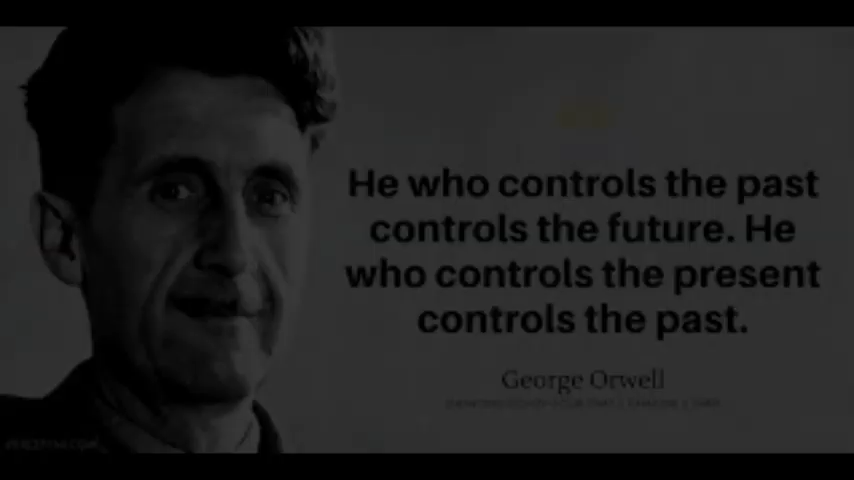 He who controls the past
controls the future. He
who controls the present
controls the past.
George Orwell